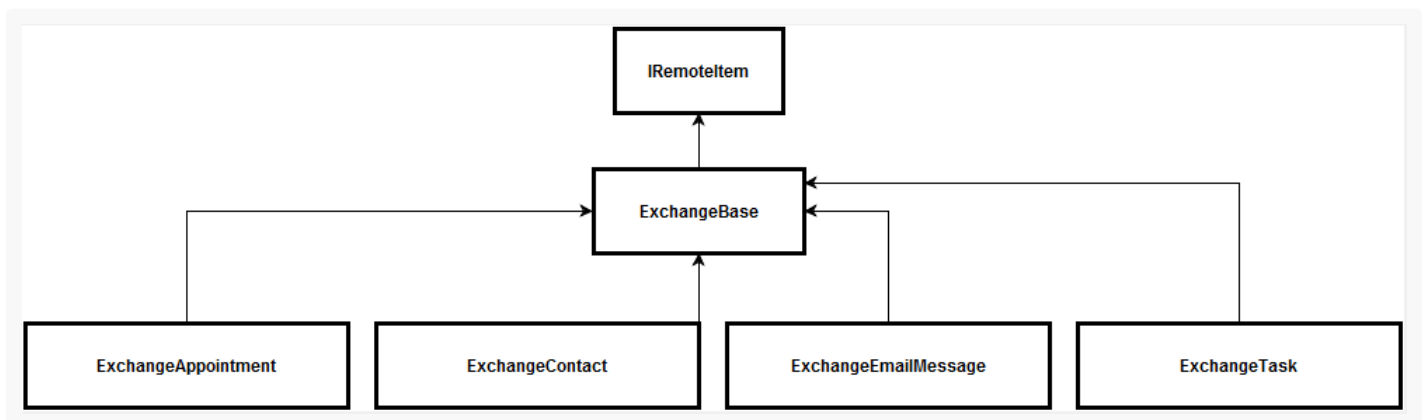 IRemoteItem
ExchangeBase
ExchangeAppointment
ExchangeContact
ExchangeEmailMessage
ExchangeTask